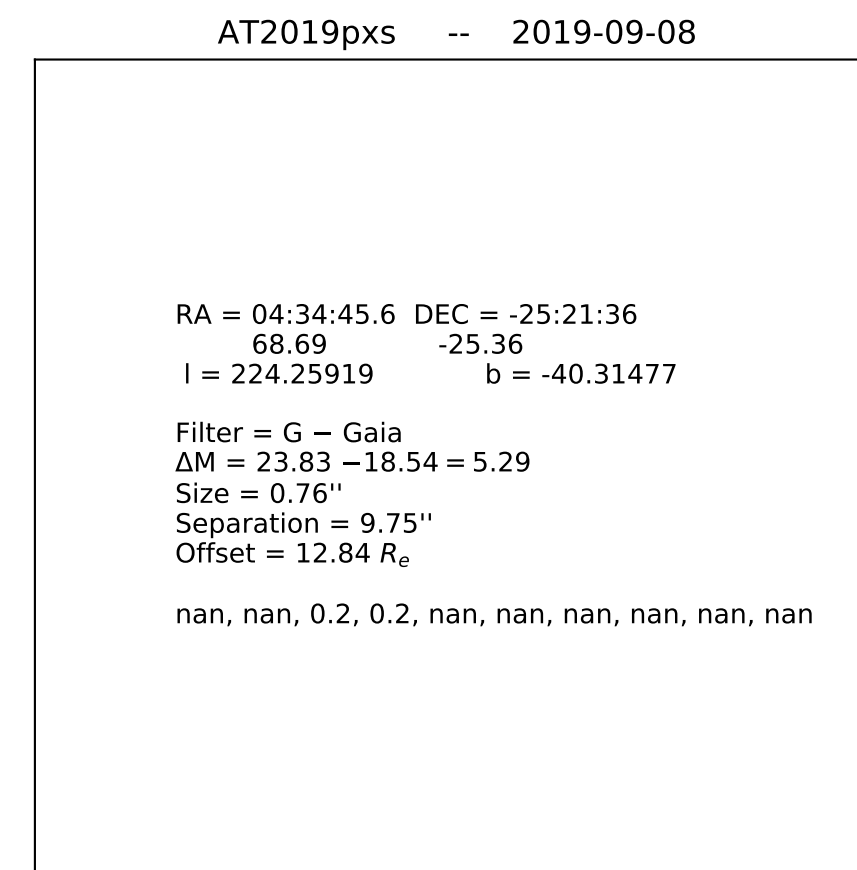 AT2019pxs -- 2019-09-08
RA = 04:34:45.6 DEC = -25:21:36
68.69 -25.36
l = 224.25919 b = -40.31477
Filter = G − Gaia
ΔM = 23.83 −18.54 = 5.29
Size = 0.76''
Separation = 9.75''
Offset = 12.84 Rₑ
nan, nan, 0.2, 0.2, nan, nan, nan, nan, nan, nan